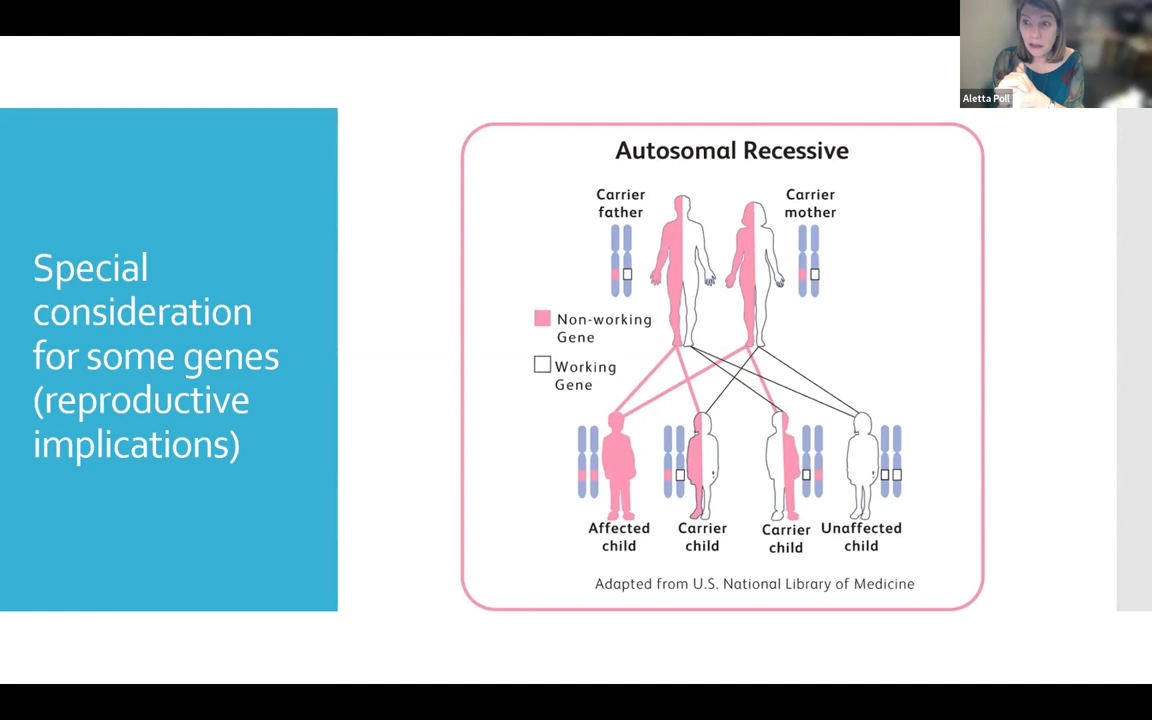 Aletta Poll
Special
consideration
for some genes
(reproductive
implications)
Autosomal Recessive
Carrier
father
Carrier
mother
Non-working
Gene
Working
Gene
Affected
child
Carrier
child
Carrier
child
Unaffected
child
Adapted from U.S. National Library of Medicine